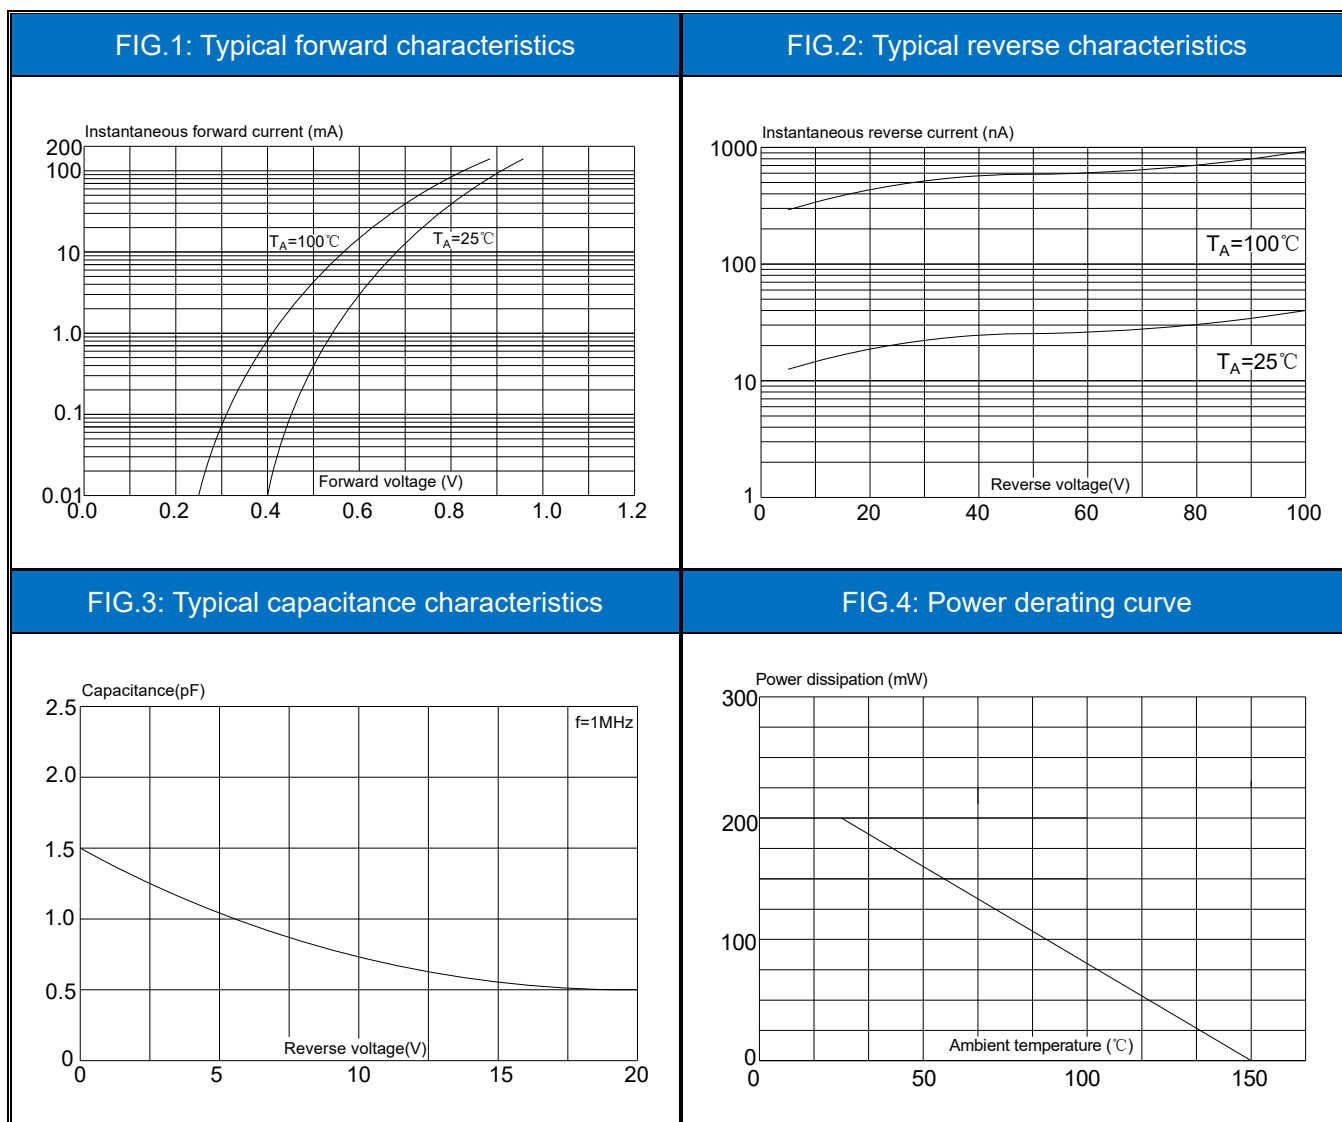 FIG.1: Typical forward characteristics
FIG.2: Typical reverse characteristics
Instantaneous forward current (mA)
200
100
10
1.0
0.1
0.01
T_A=100℃
T_A=25℃
Forward voltage (V)
0.0 0.2 0.4 0.6 0.8 1.0 1.2
Instantaneous reverse current (nA)
1000
100
10
1
T_A=100℃
T_A=25℃
Reverse voltage(V)
0 20 40 60 80 100
FIG.3: Typical capacitance characteristics
FIG.4: Power derating curve
Capacitance(pF)
2.5
2.0
1.5
1.0
0.5
0
f=1MHz
Reverse voltage(V)
0 5 10 15 20
Power dissipation (mW)
300
200
100
0
Ambient temperature (℃)
0 50 100 150